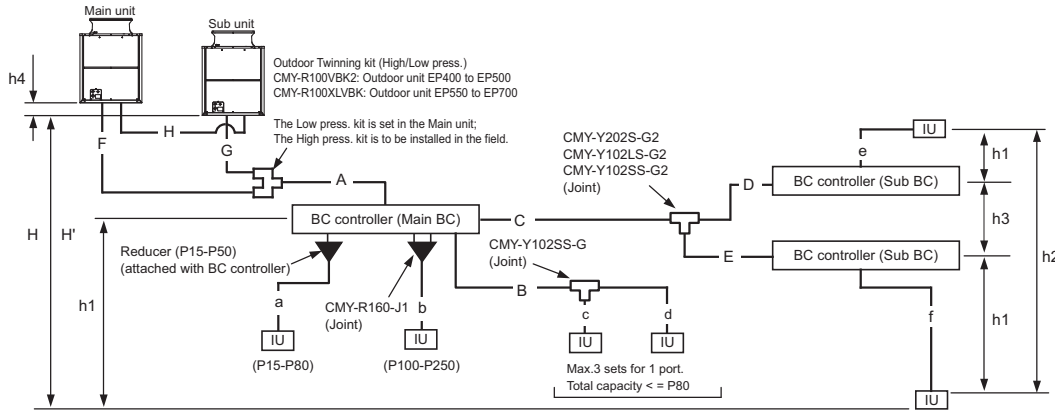 Main unit
Sub unit
Outdoor Twinning kit (High/Low press.)
CMY-R100VBK2: Outdoor unit EP400 to EP500
CMY-R100XLVBK: Outdoor unit EP550 to EP700
h4
H
F
G
The Low press. kit is set in the Main unit;
The High press. kit is to be installed in the field.
A
CMY-Y202S-G2
CMY-Y102LS-G2
CMY-Y102SS-G2
(Joint)
IU
e
h1
D
BC controller (Sub BC)
BC controller (Main BC)
C
h3
H
H'
h1
Reducer (P15-P50)
(attached with BC controller)
CMY-Y102SS-G
(Joint)
E
BC controller (Sub BC)
h2
B
a
CMY-R160-J1
(Joint)
b
c
d
f
h1
IU
IU
IU
IU
(P15-P80)
(P100-P250)
Max.3 sets for 1 port.
Total capacity < = P80
IU